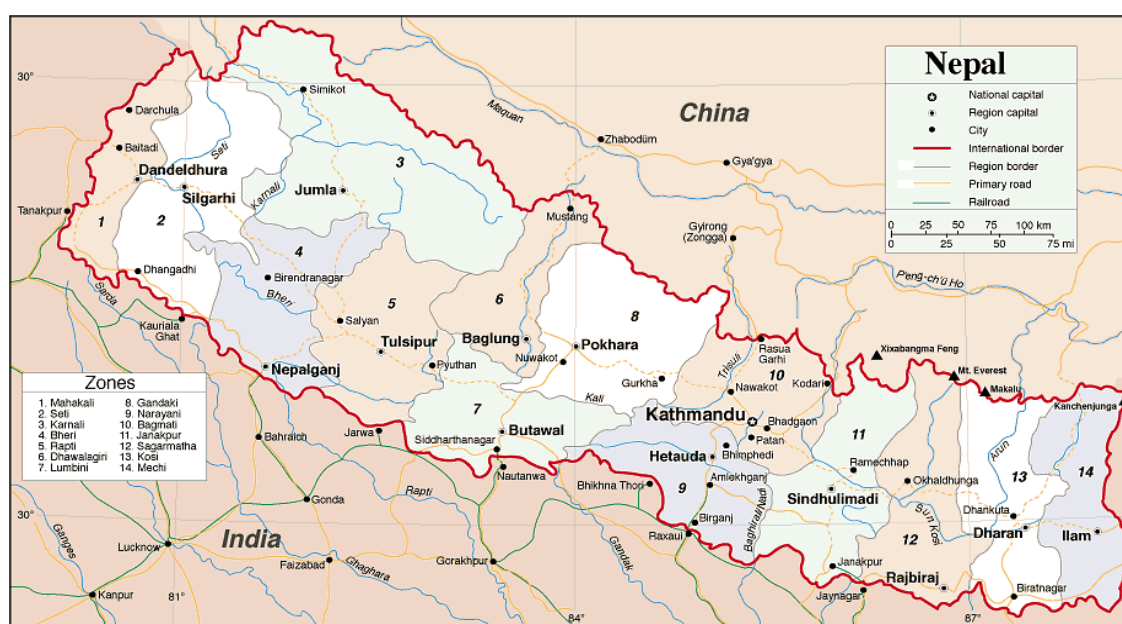 Nepal
National capital
Region capital
City
International border
Region border
Primary road
Railroad
25 50 75 100 km
25 50 75 mi
30°
China
Simikot
Darchula
Maquan
Zhabodüm
Baitadi
Seti
Gya'gya
Dandeldhura
3
Karnali
Silgarhi
Jumla
Tanakpur
1
2
Mustang
Gyirong
(Zongga)
4
Dhangadhi
Birendranagar
P'eng-ch'ü Ho
Sarda
Bheri
5
6
8
Kauriala
Ghat
Salyan
Tulsipur
Baglung
Pokhara
Rasua
Garhi
Xixabangma Feng
Nuwakot
Trisuli
10
Mt. Everest
Nepalganj
Pyuthan
Gurkha
Nawakot
Kodari
Makalu
Kali
Kanchenjunga
Zones
1. Mahakali
2. Seti
3. Karnali
4. Bheri
5. Rapti
6. Dhawalagiri
7. Lumbini
8. Gandaki
9. Narayani
10. Bagmati
11. Janakpur
12. Sagarmatha
13. Kosi
14. Mechi
7
Kathmandu
Bhadgaon
Patan
11
Bahraich
Jarwa
Siddharthanagar
Butawal
Bhimphedi
Arun
Hetauda
Nautanwa
Ramechhap
14
13
Bhikhna Thori
9
Amlekhganj
Okhaldhunga
Gonda
Rapti
Sindhulimadi
Baghirati/Nadi
30°
Birganj
Sun Kosi
Dhankuta
Dharan
Ilam
India
Ganges
Lucknow
Raxaui
12
Gandak
Faizabad
Ghaghara
Gorakhpur
Janakpur
Rajbiraj
Kanpur
81°
Jaynagar
Biratnagar
84°
87°